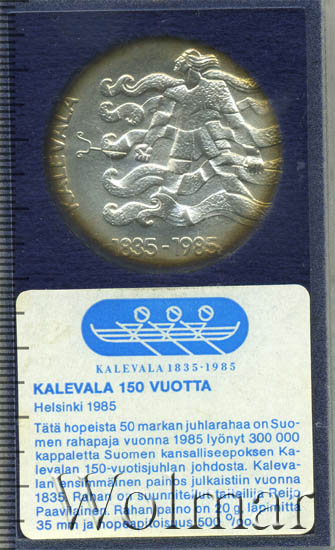 KALEVALA
1835-1985
KALEVALA 1835-1985
KALEVALA 150 VUOTTA
Helsinki 1985
Tätä hopeista 50 markan juhlarahaa on Suo-
men rahapaja vuonna 1985 lyönyt 300 000
kappaletta Suomen kansalliseepoksen Ka-
levalan 150-vuotisjuhlan johdosta. Kaleva-
lan ensimmäinen painos julkaistiin vuonna
1835. Rahan on suunnitellut taiteilija Reijo
Paavilainen. Rahan paino on 20 g, läpimitta
35 mm ja hopeapitoisuus 500 º/oo.
Wolmar